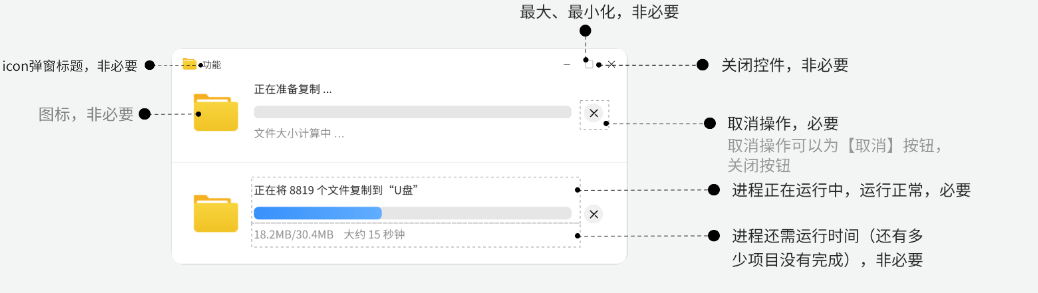 最大、最小化，非必要
icon弹窗标题，非必要
功能
关闭控件，非必要
正在准备复制 ...
图标，非必要
取消操作，必要
文件大小计算中 ...
取消操作可以为【取消】按钮，
关闭按钮
正在将 8819 个文件复制到“U盘”
进程正在运行中，运行正常，必要
18.2MB/30.4MB 大约 15 秒钟
进程还需运行时间（还有多
少项目没有完成），非必要